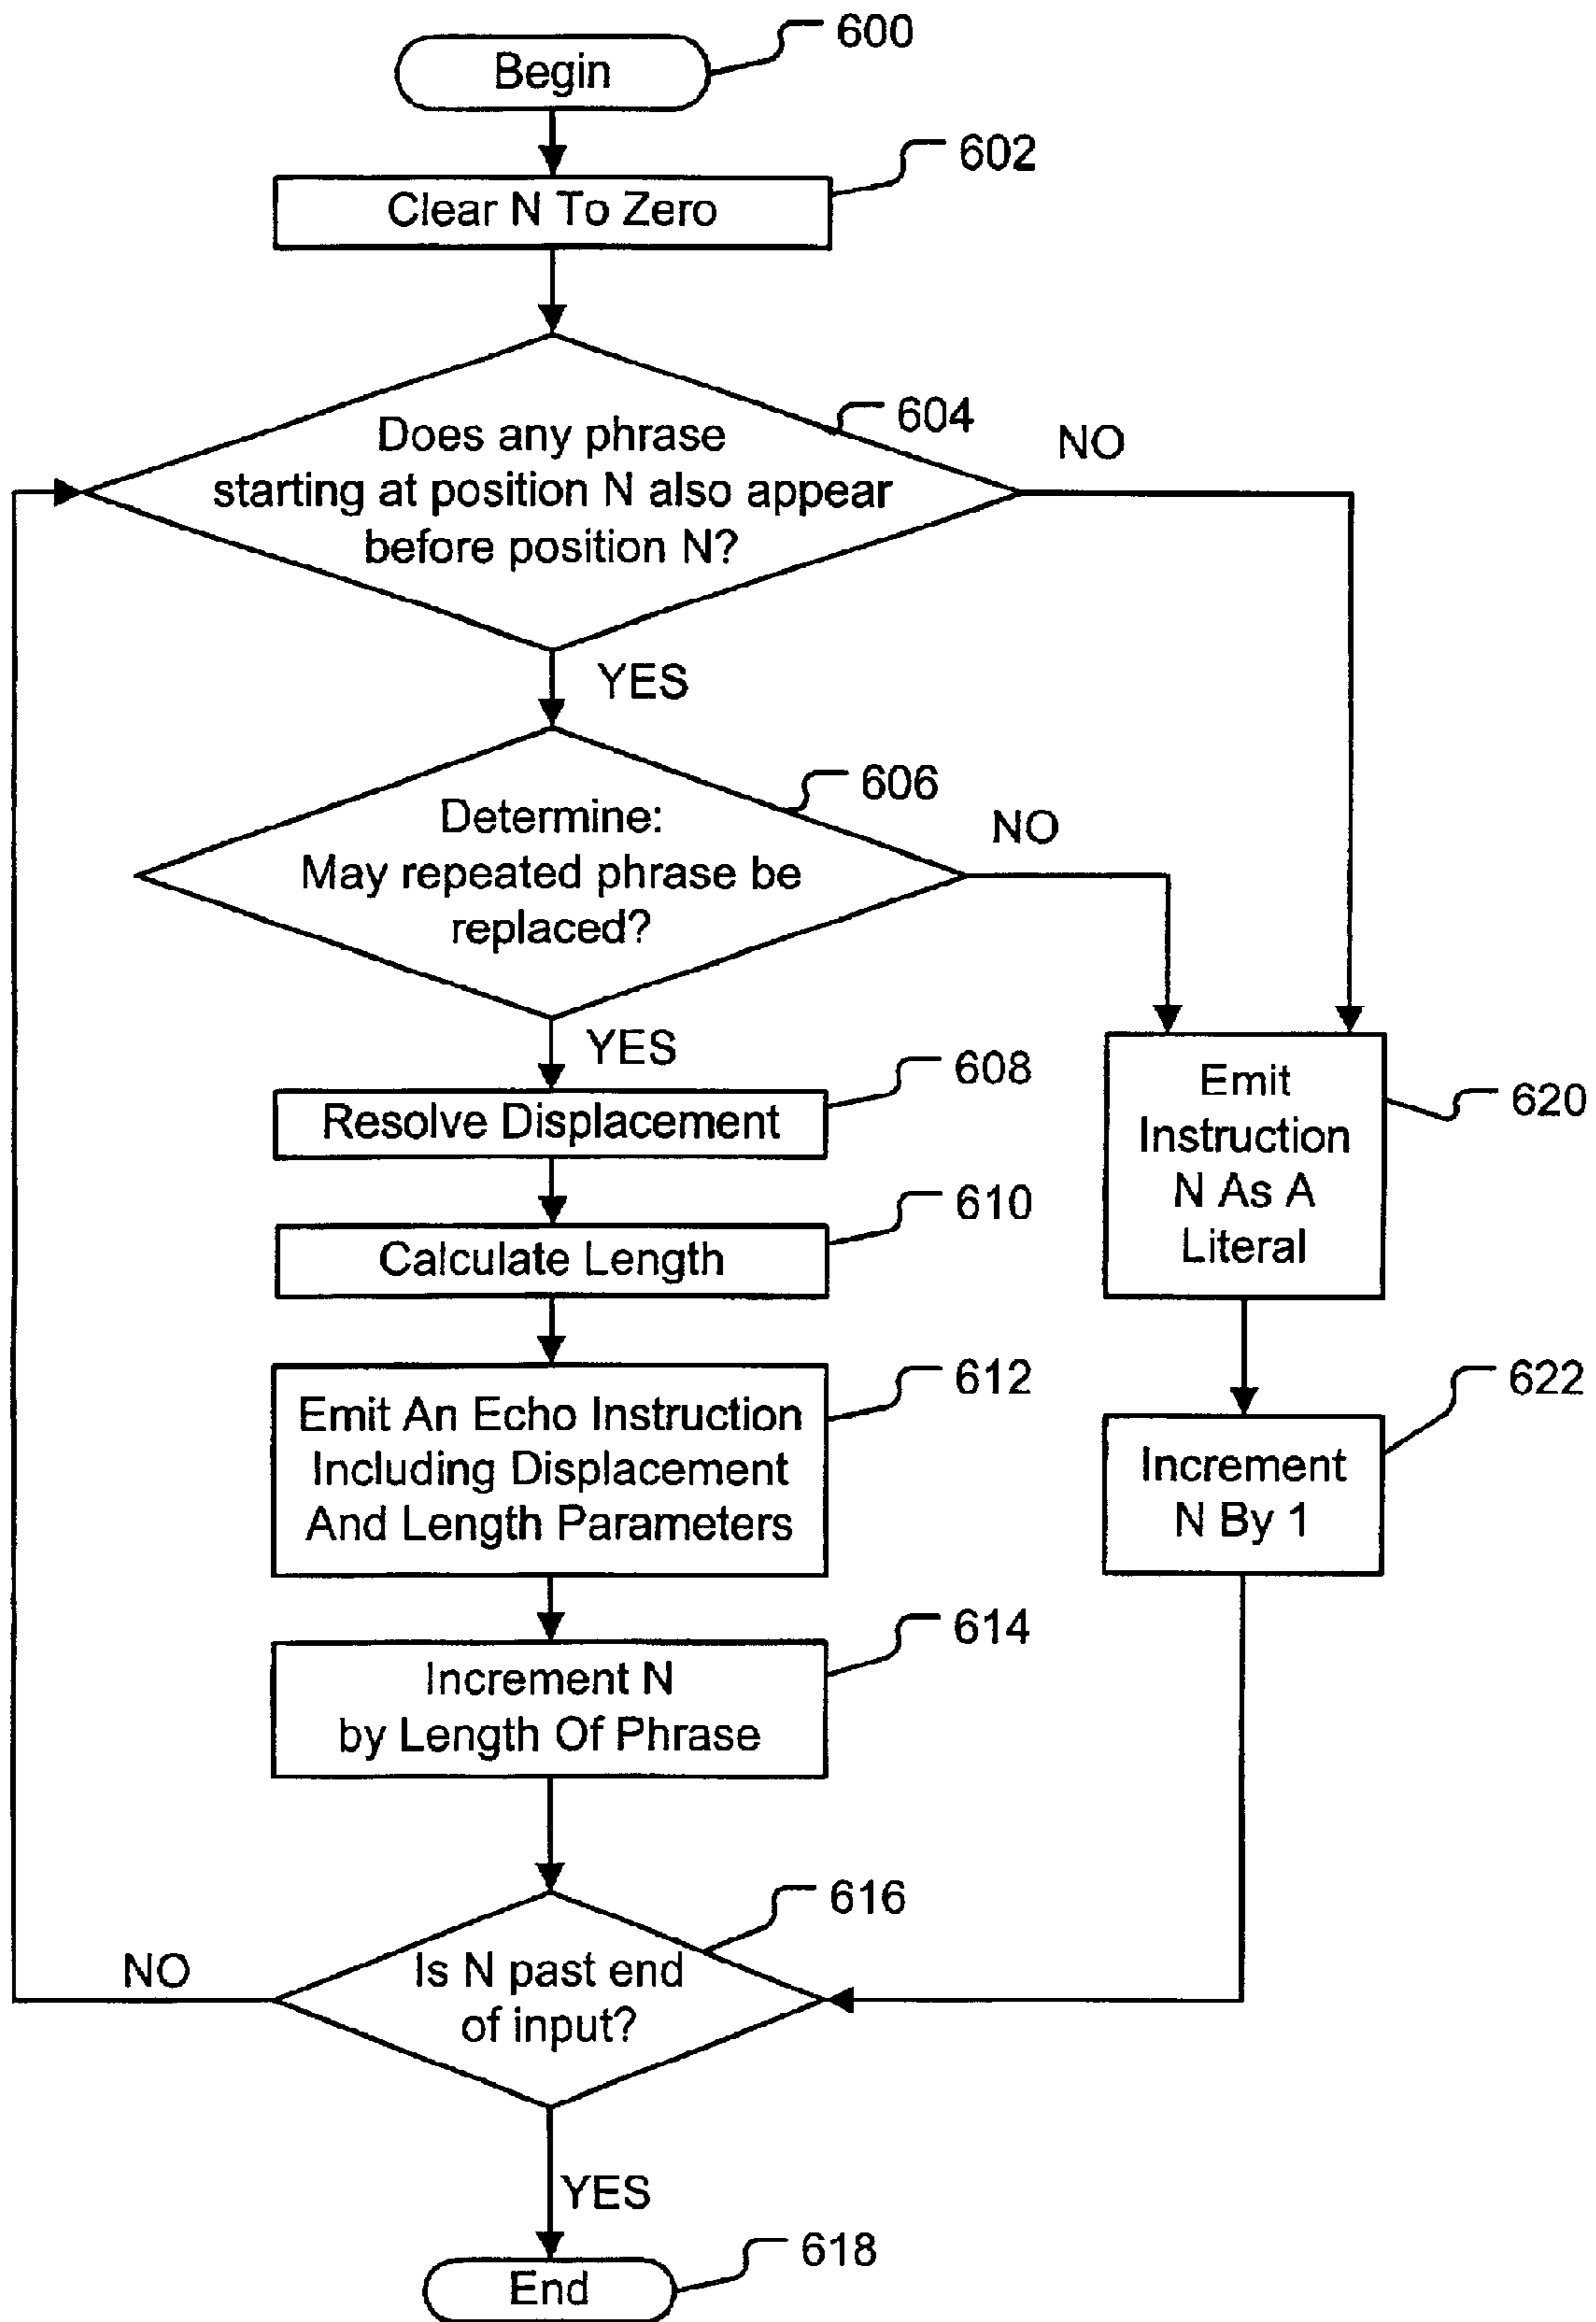 Begin
600
Clear N To Zero
602
Does any phrase
starting at position N also appear
before position N?
604
NO
YES
Determine:
May repeated phrase be
replaced?
606
NO
YES
Resolve Displacement
608
Calculate Length
610
Emit An Echo Instruction
Including Displacement
And Length Parameters
612
Increment N
by Length Of Phrase
614
Emit
Instruction
N As A
Literal
620
Increment
N By 1
622
Is N past end
of input?
616
NO
YES
End
618